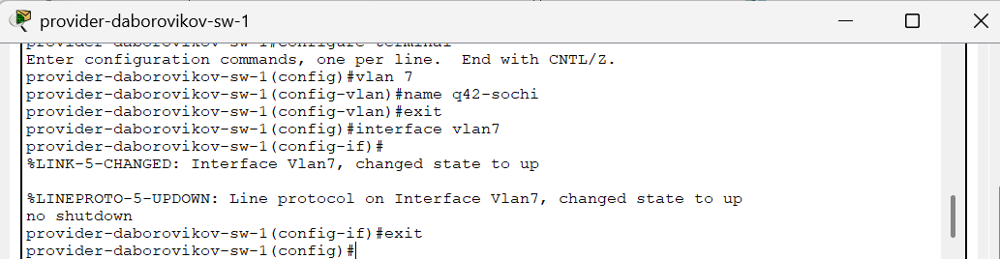 provider-daborovikov-sw-1
provider-daborovikov-sw-1#configure terminal
Enter configuration commands, one per line.  End with CNTL/Z.
provider-daborovikov-sw-1(config)#vlan 7
provider-daborovikov-sw-1(config-vlan)#name q42-sochi
provider-daborovikov-sw-1(config-vlan)#exit
provider-daborovikov-sw-1(config)#interface vlan7
provider-daborovikov-sw-1(config-if)#
%LINK-5-CHANGED: Interface Vlan7, changed state to up
%LINEPROTO-5-UPDOWN: Line protocol on Interface Vlan7, changed state to up
no shutdown
provider-daborovikov-sw-1(config-if)#exit
provider-daborovikov-sw-1(config)#